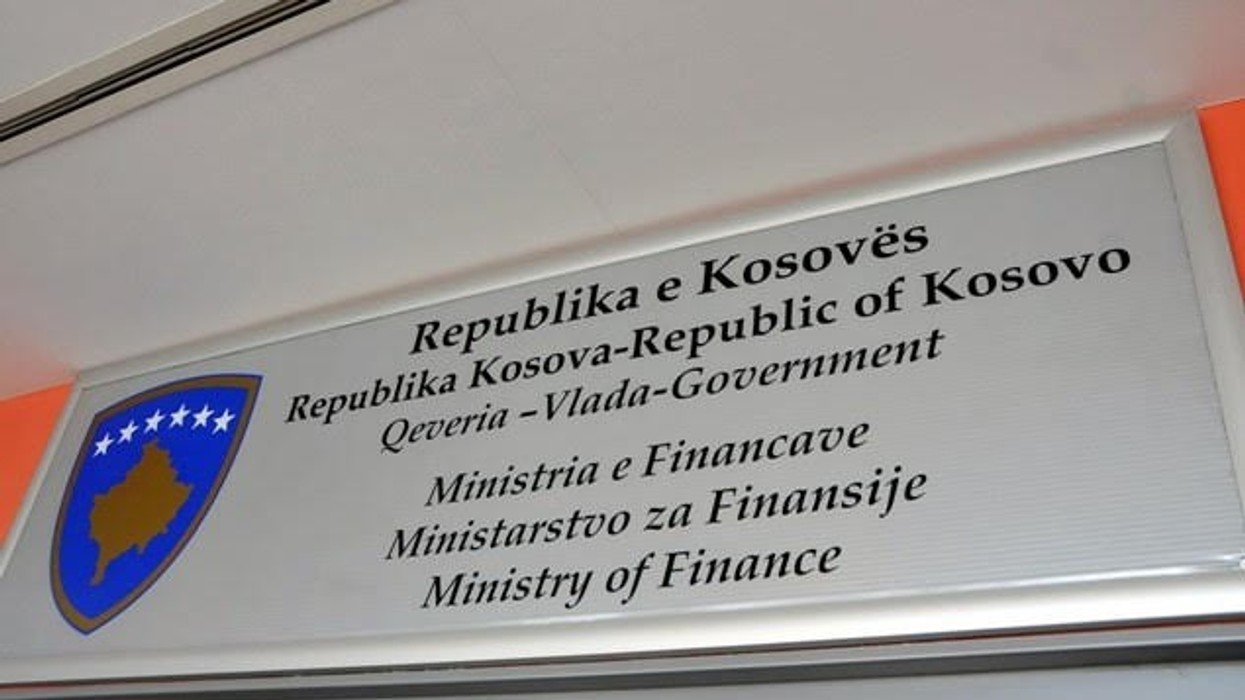 Republika e Kosovës
Republika Kosova-Republic of Kosovo
Qeveria –Vlada-Government
Ministria e Financave
Ministarstvo za Finansije
Ministry of Finance